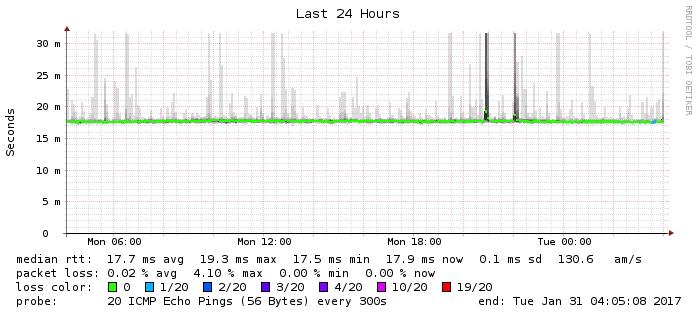 Last 24 Hours
RRDTOOL / TOBI OETIKER
Seconds
30 m
25 m
20 m
15 m
10 m
5 m
0
Mon 06:00 Mon 12:00 Mon 18:00 Tue 00:00
median rtt: 17.7 ms avg 19.3 ms max 17.5 ms min 17.9 ms now 0.1 ms sd 130.6 am/s
packet loss: 0.02 % avg 4.10 % max 0.00 % min 0.00 % now
loss color: 0 1/20 2/20 3/20 4/20 10/20 19/20
probe: 20 ICMP Echo Pings (56 Bytes) every 300s end: Tue Jan 31 04:05:08 2017